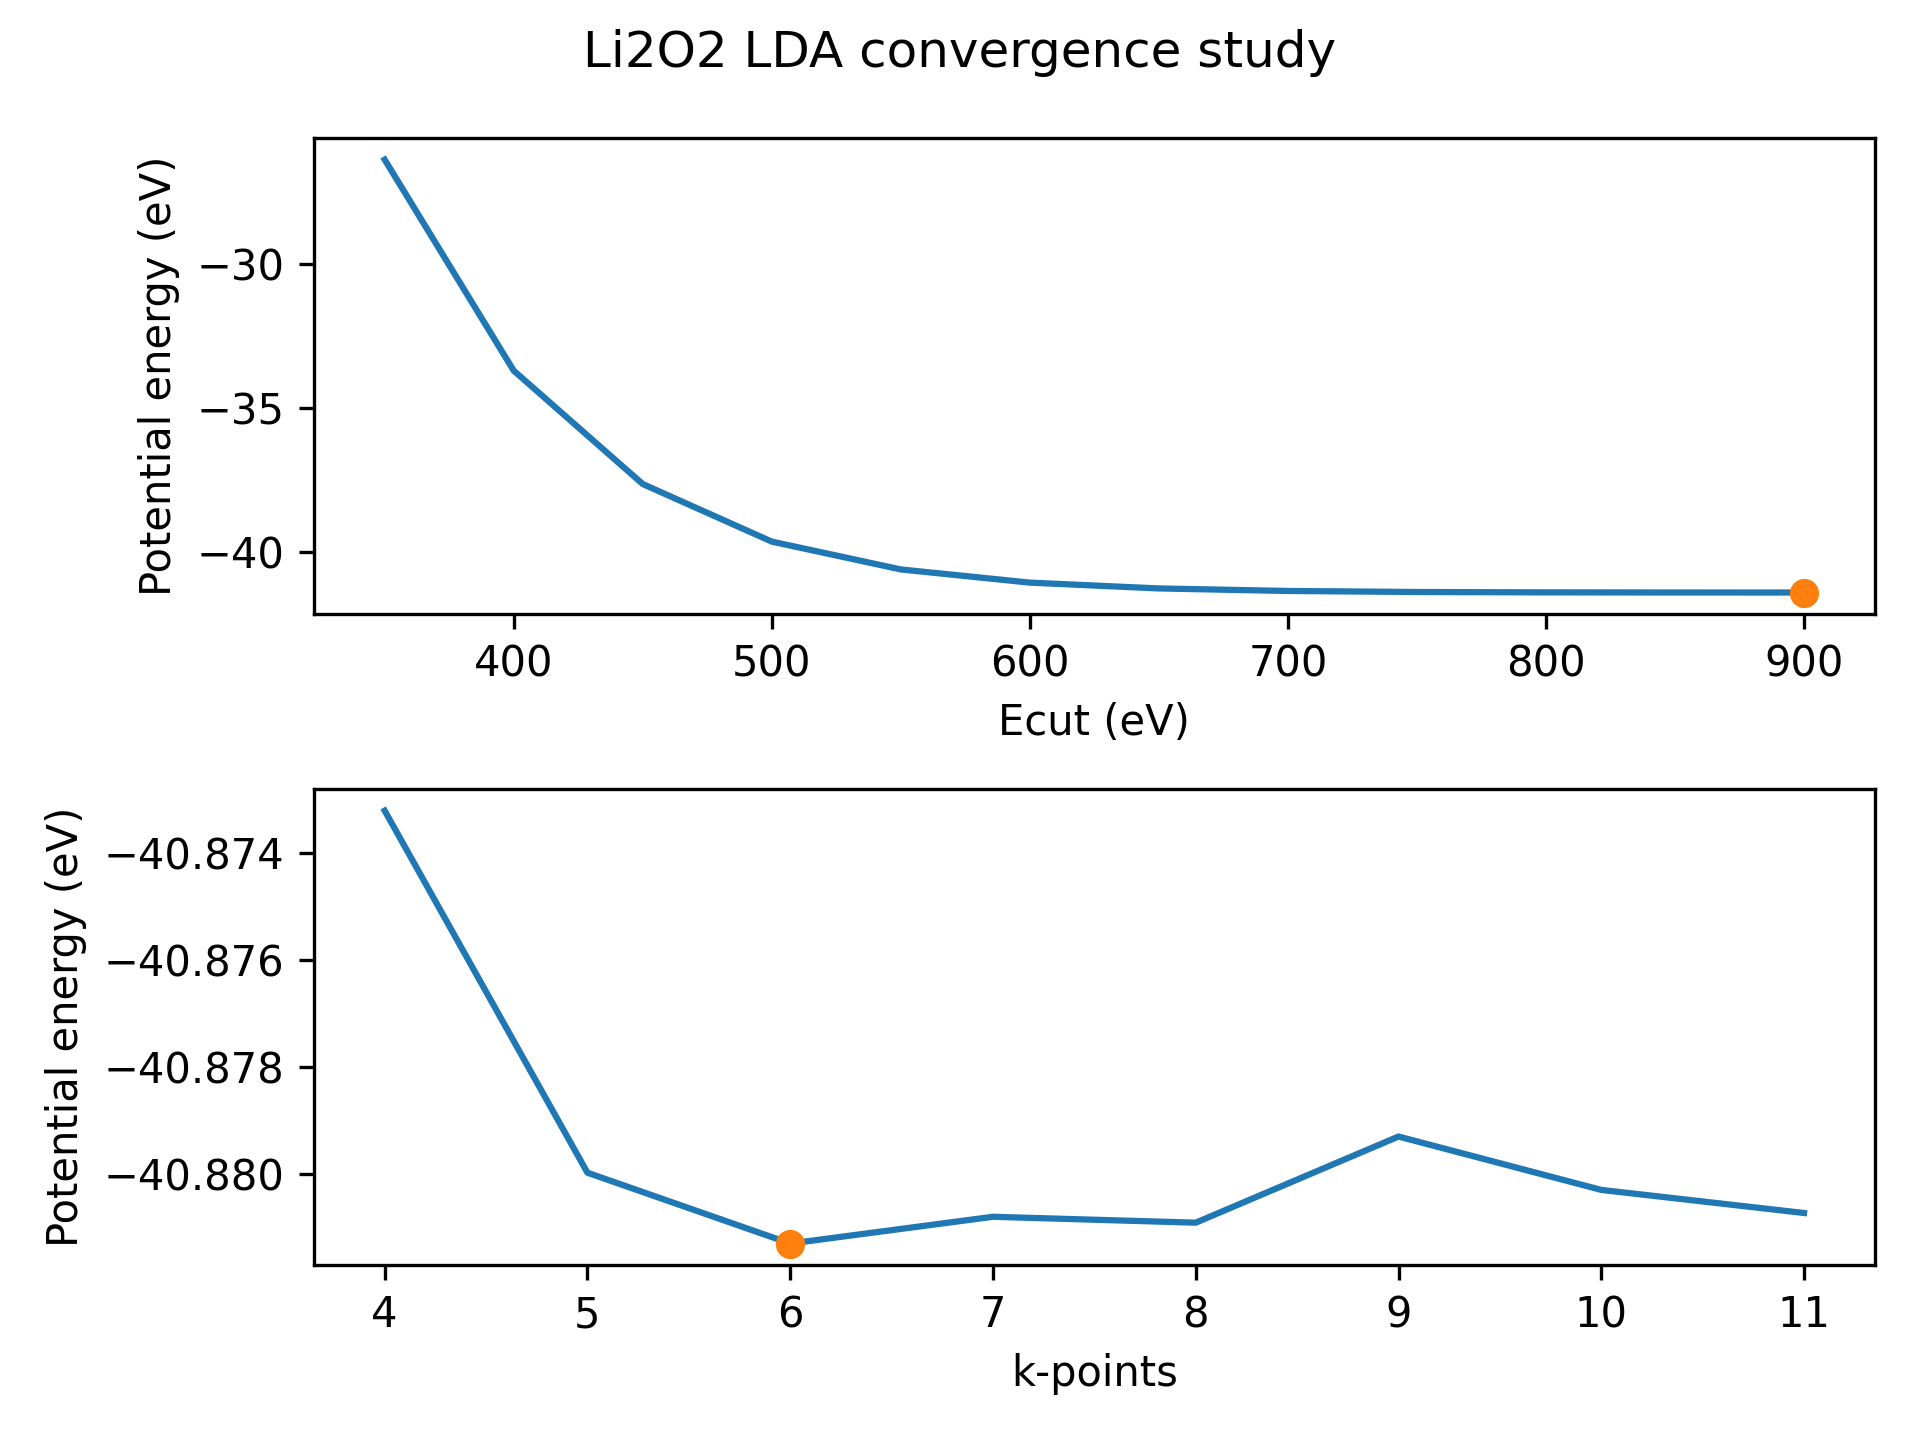 Li2O2 LDA convergence study
Potential energy (eV)
−30
−35
−40
400 500 600 700 800 900
Ecut (eV)
Potential energy (eV)
−40.874
−40.876
−40.878
−40.880
4 5 6 7 8 9 10 11
k-points